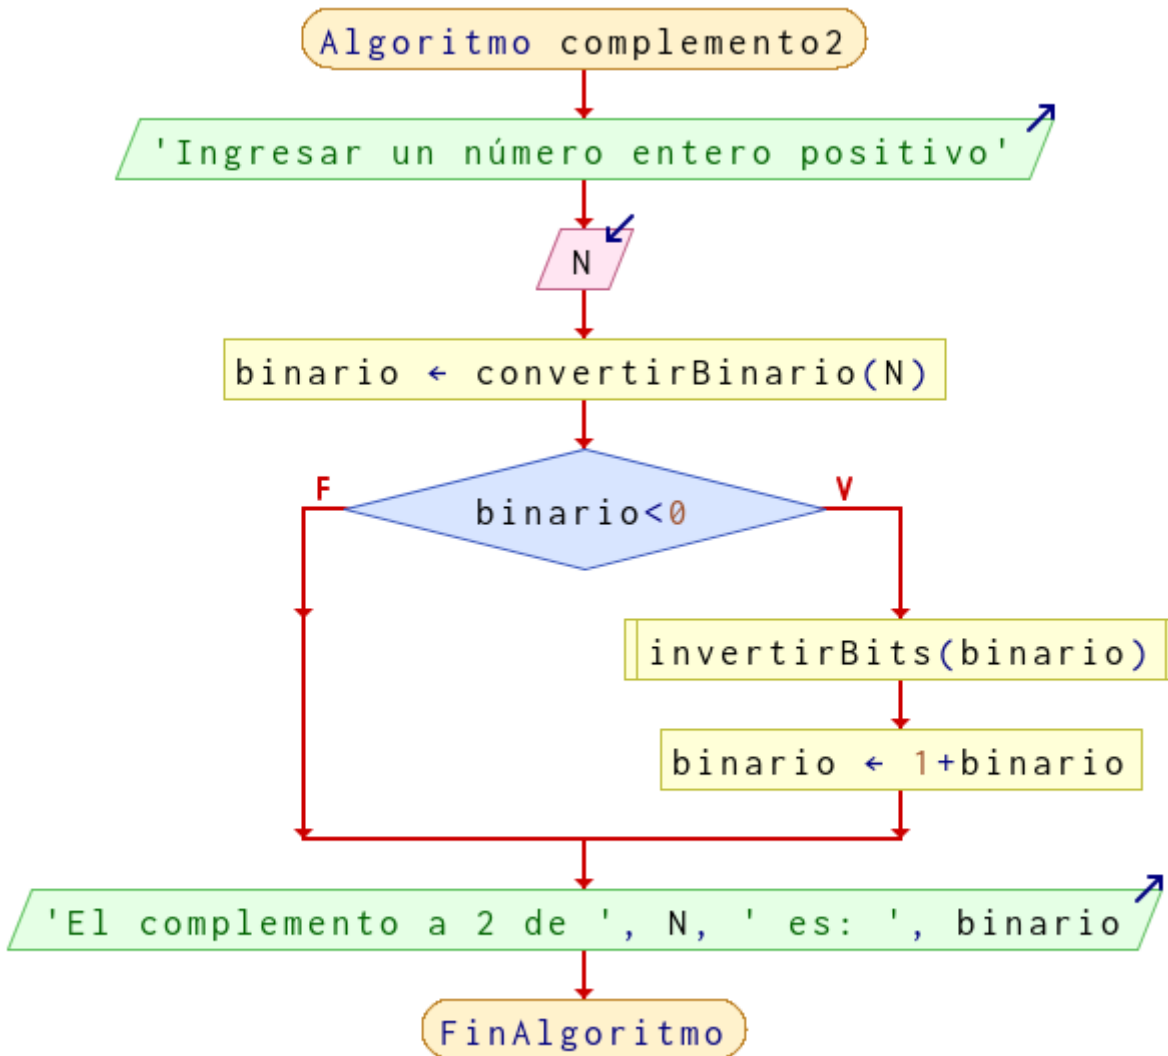 Algoritmo complemento2
'Ingresar un número entero positivo'
N
binario ← convertirBinario(N)
F
V
binario<0
invertirBits(binario)
binario ← 1+binario
'El complemento a 2 de ', N, ' es: ', binario
FinAlgoritmo